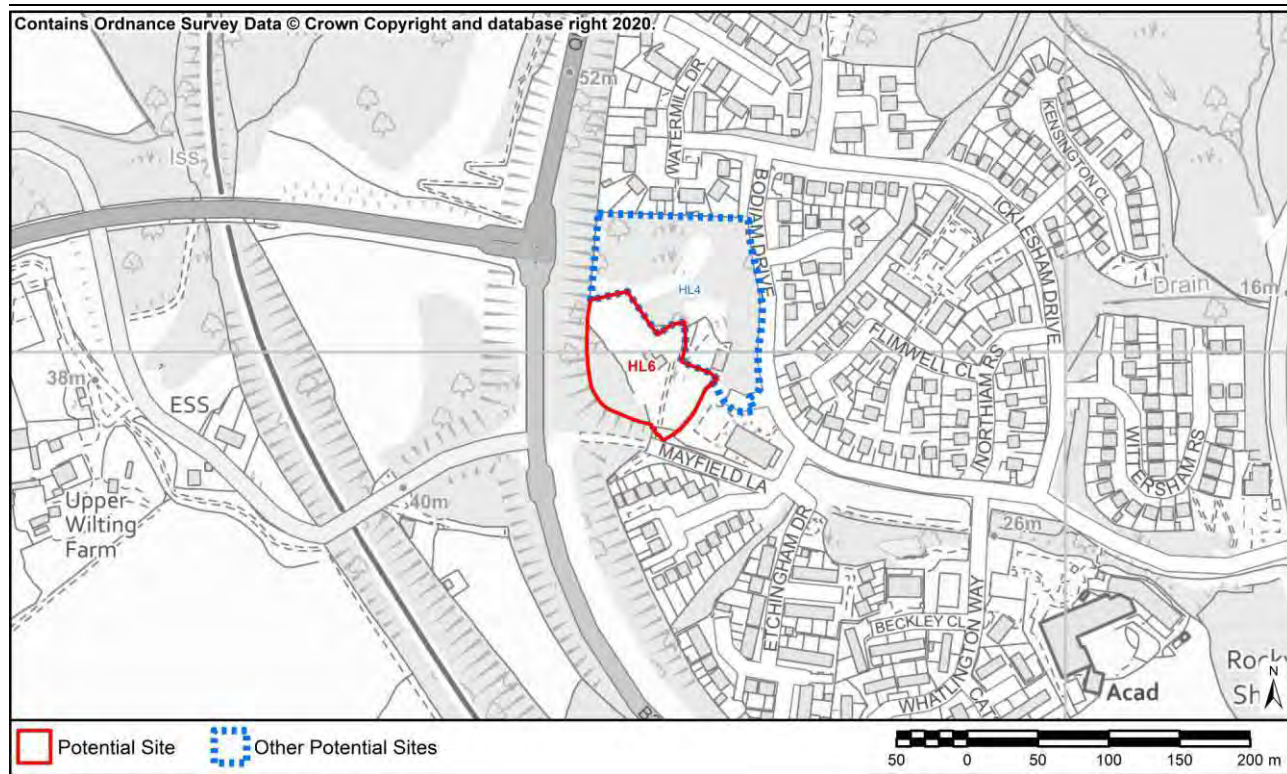 Contains Ordnance Survey Data © Crown Copyright and database right 2020.
52m
Iss
WATERMILL DR
BODIAM DRIVE
KENSINGTON CL
ICKLESHAM DRIVE
Drain
16m
HL4
HL6
FLIMWELL CL
NORTHAM RS
WITTERSHAM RS
38m
ESS
MAYFIELD LA
Upper
Wilting
Farm
40m
26m
ETCHINGHAM DR
BECKLEY CL
WHATLINGTON WAY
Acad
N
Potential Site
Other Potential Sites
50 0 50 100 150 200 m